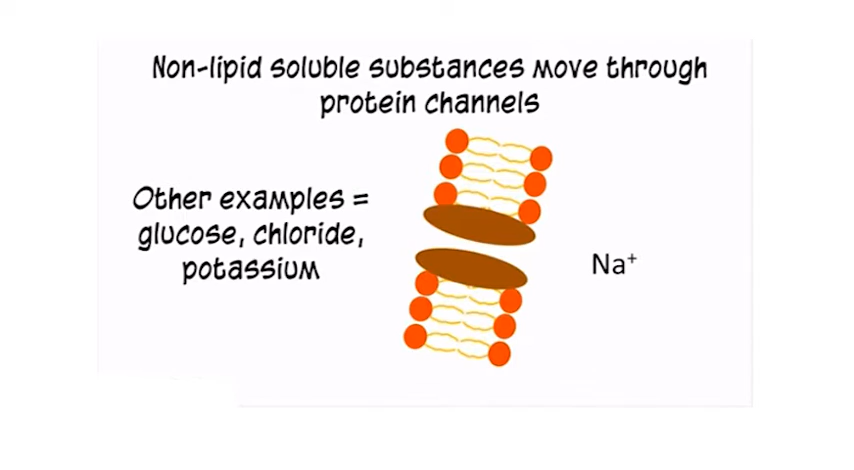 Non-lipid soluble substances move through
protein channels
Other examples =
glucose, chloride,
potassium
Na⁺